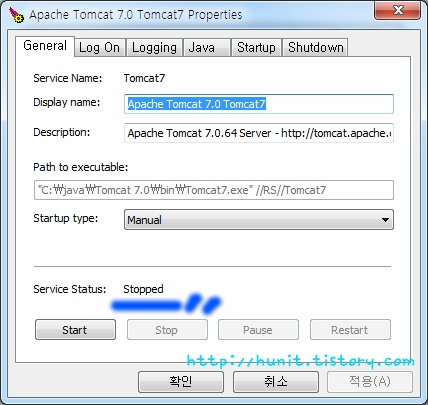 Apache Tomcat 7.0 Tomcat7 Properties
General Log On Logging Java Startup Shutdown
Service Name: Tomcat7
Display name: Apache Tomcat 7.0 Tomcat7
Description: Apache Tomcat 7.0.64 Server - http://tomcat.apache.
Path to executable:
"C:₩java₩Tomcat 7.0₩bin₩Tomcat7.exe" //RS//Tomcat7
Startup type: Manual
Service Status: Stopped
Start Stop Pause Restart
http://hunit.tistory.com
확인 취소 적용(A)